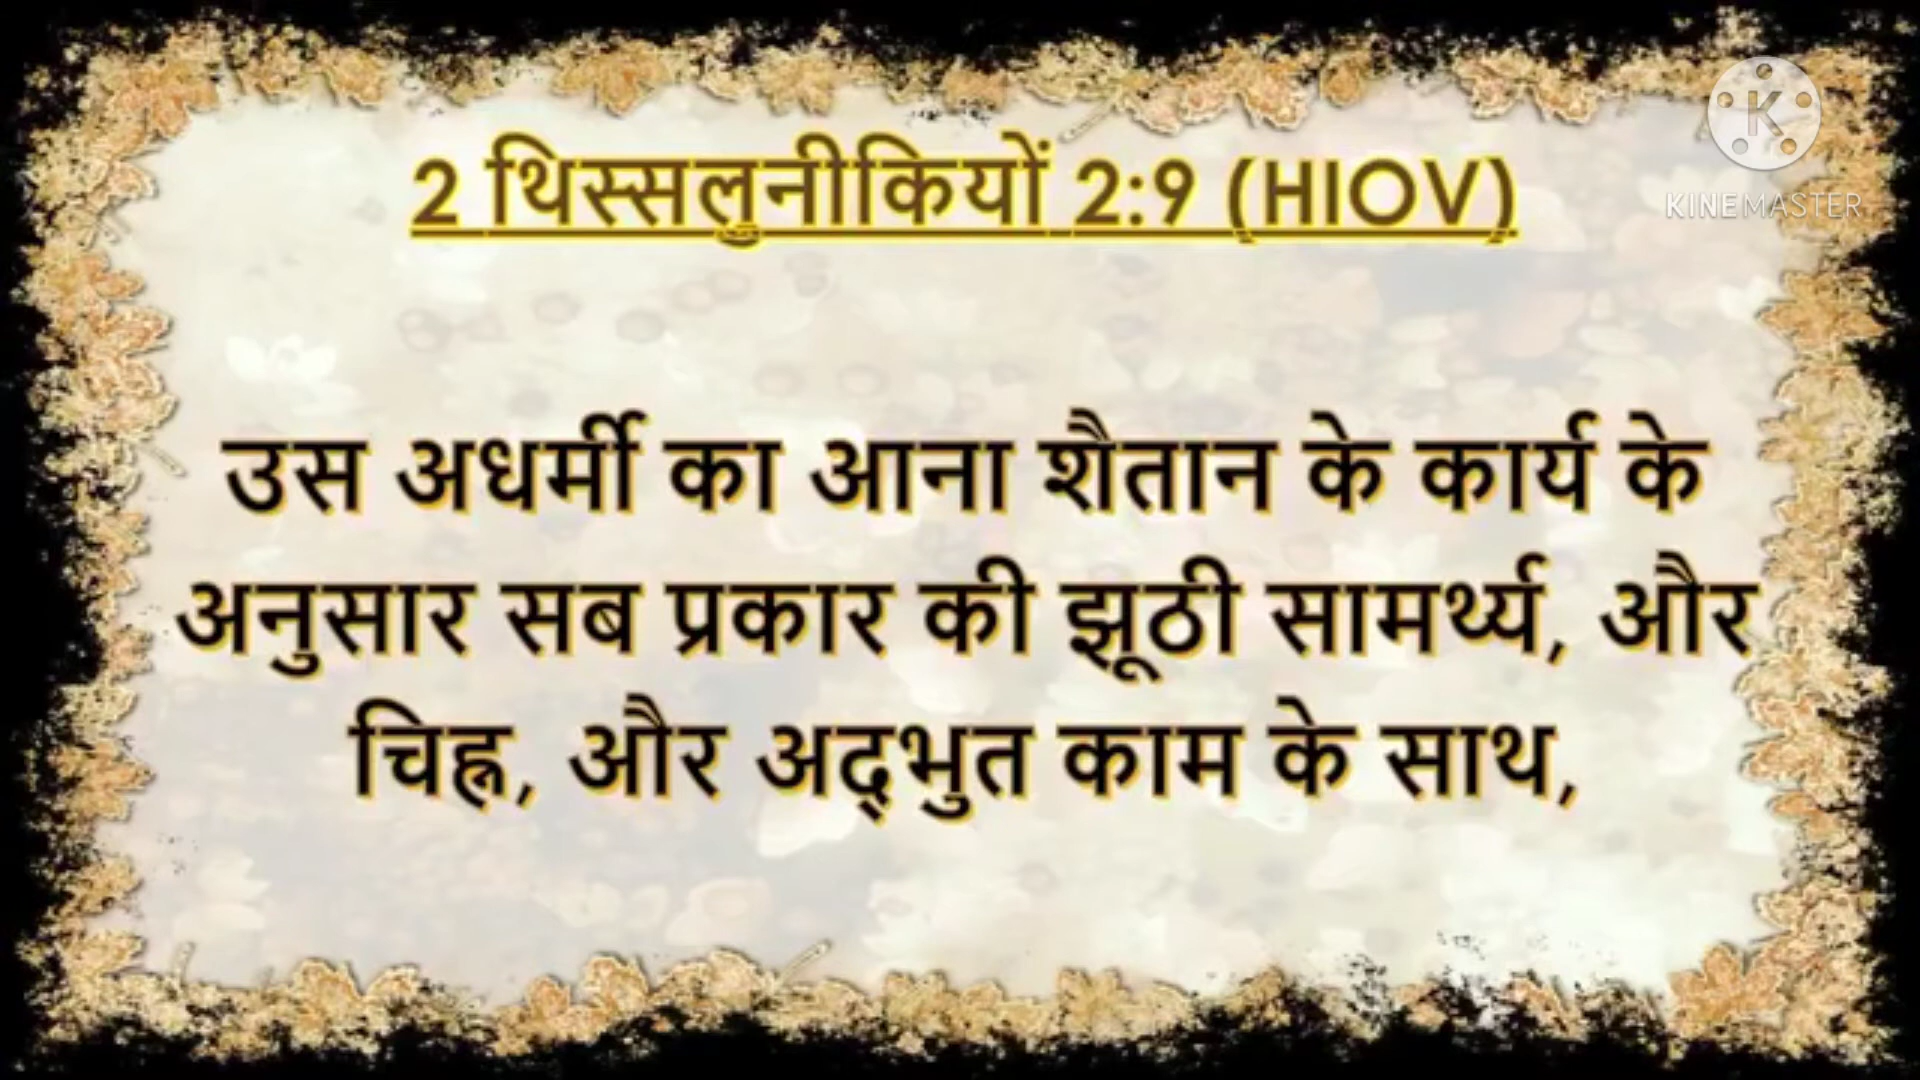 2 थिस्सलुनीकियों 2:9 (HIOV)
K
KINEMASTER
उस अधर्मी का आना शैतान के कार्य के
अनुसार सब प्रकार की झूठी सामर्थ्य, और
चिह्न, और अद्‍भुत काम के साथ,